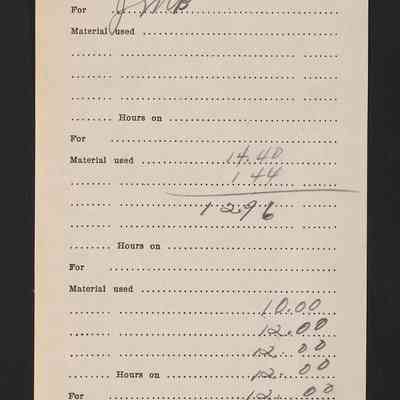 For JMB
Material used
Hours on
For
Material used 14.40
1 44
12 96
Hours on
For
Material used
10.00
12.00
12.00
Hours on 12.00
For 12.00